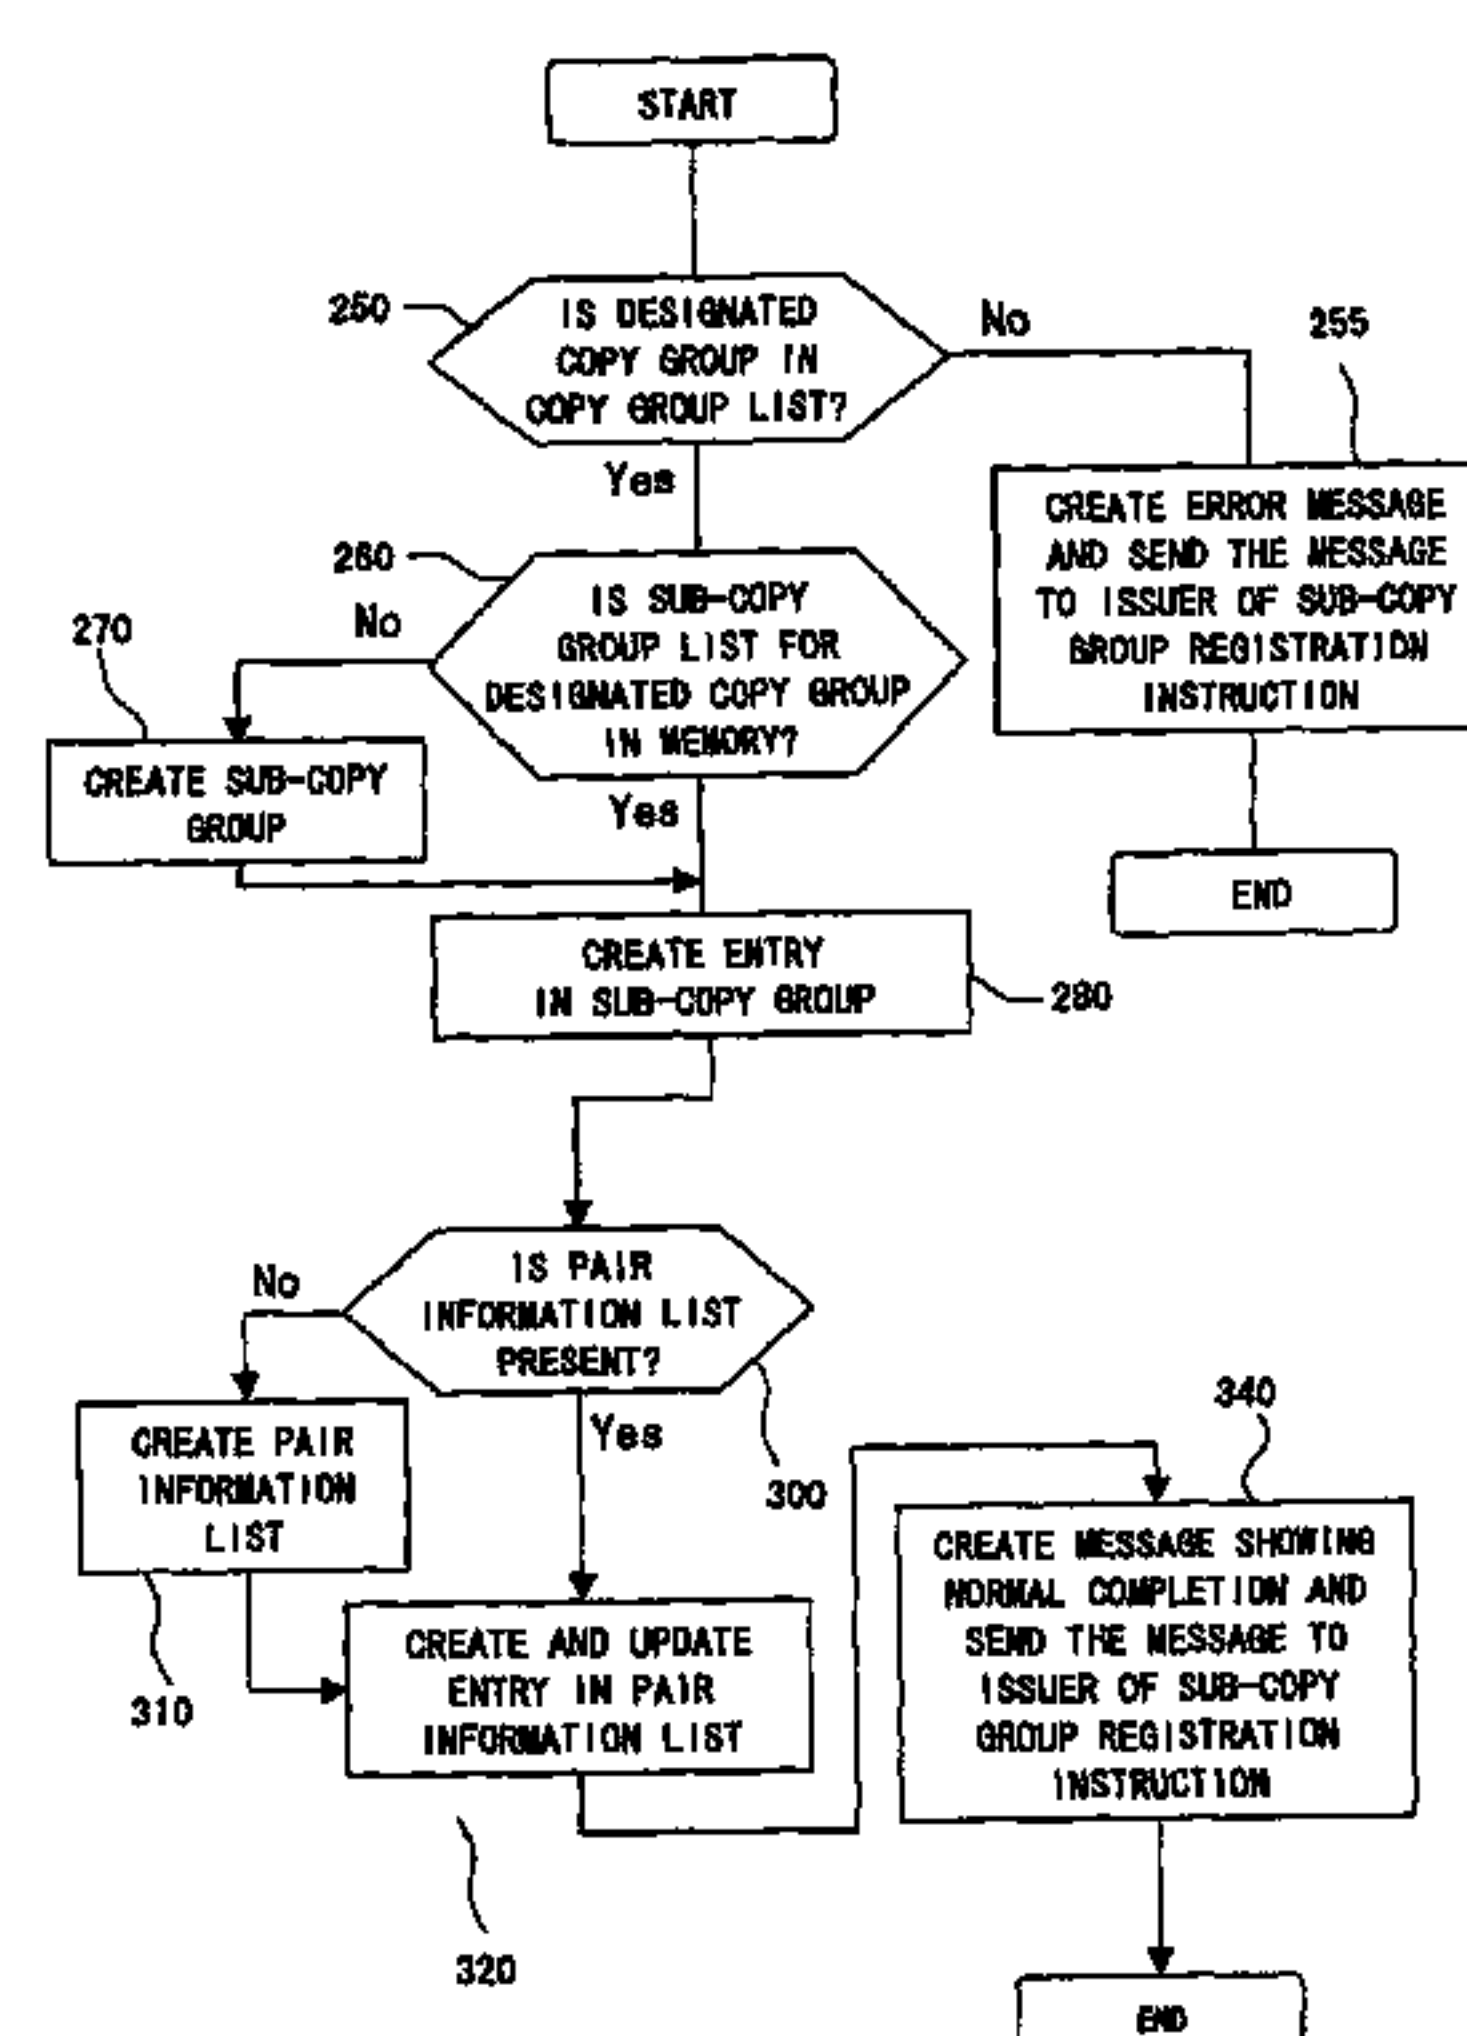 START
250
IS DESIGNATED
COPY GROUP IN
COPY GROUP LIST?
No
255
Yes
CREATE ERROR MESSAGE
AND SEND THE MESSAGE
TO ISSUER OF SUB-COPY
GROUP REGISTRATION
INSTRUCTION
260
IS SUB-COPY
GROUP LIST FOR
DESIGNATED COPY GROUP
IN MEMORY?
No
270
CREATE SUB-COPY
GROUP
Yes
END
CREATE ENTRY
IN SUB-COPY GROUP
280
IS PAIR
INFORMATION LIST
PRESENT?
No
Yes
300
CREATE PAIR
INFORMATION
LIST
310
CREATE AND UPDATE
ENTRY IN PAIR
INFORMATION LIST
320
340
CREATE MESSAGE SHOWING
NORMAL COMPLETION AND
SEND THE MESSAGE TO
ISSUER OF SUB-COPY
GROUP REGISTRATION
INSTRUCTION
END